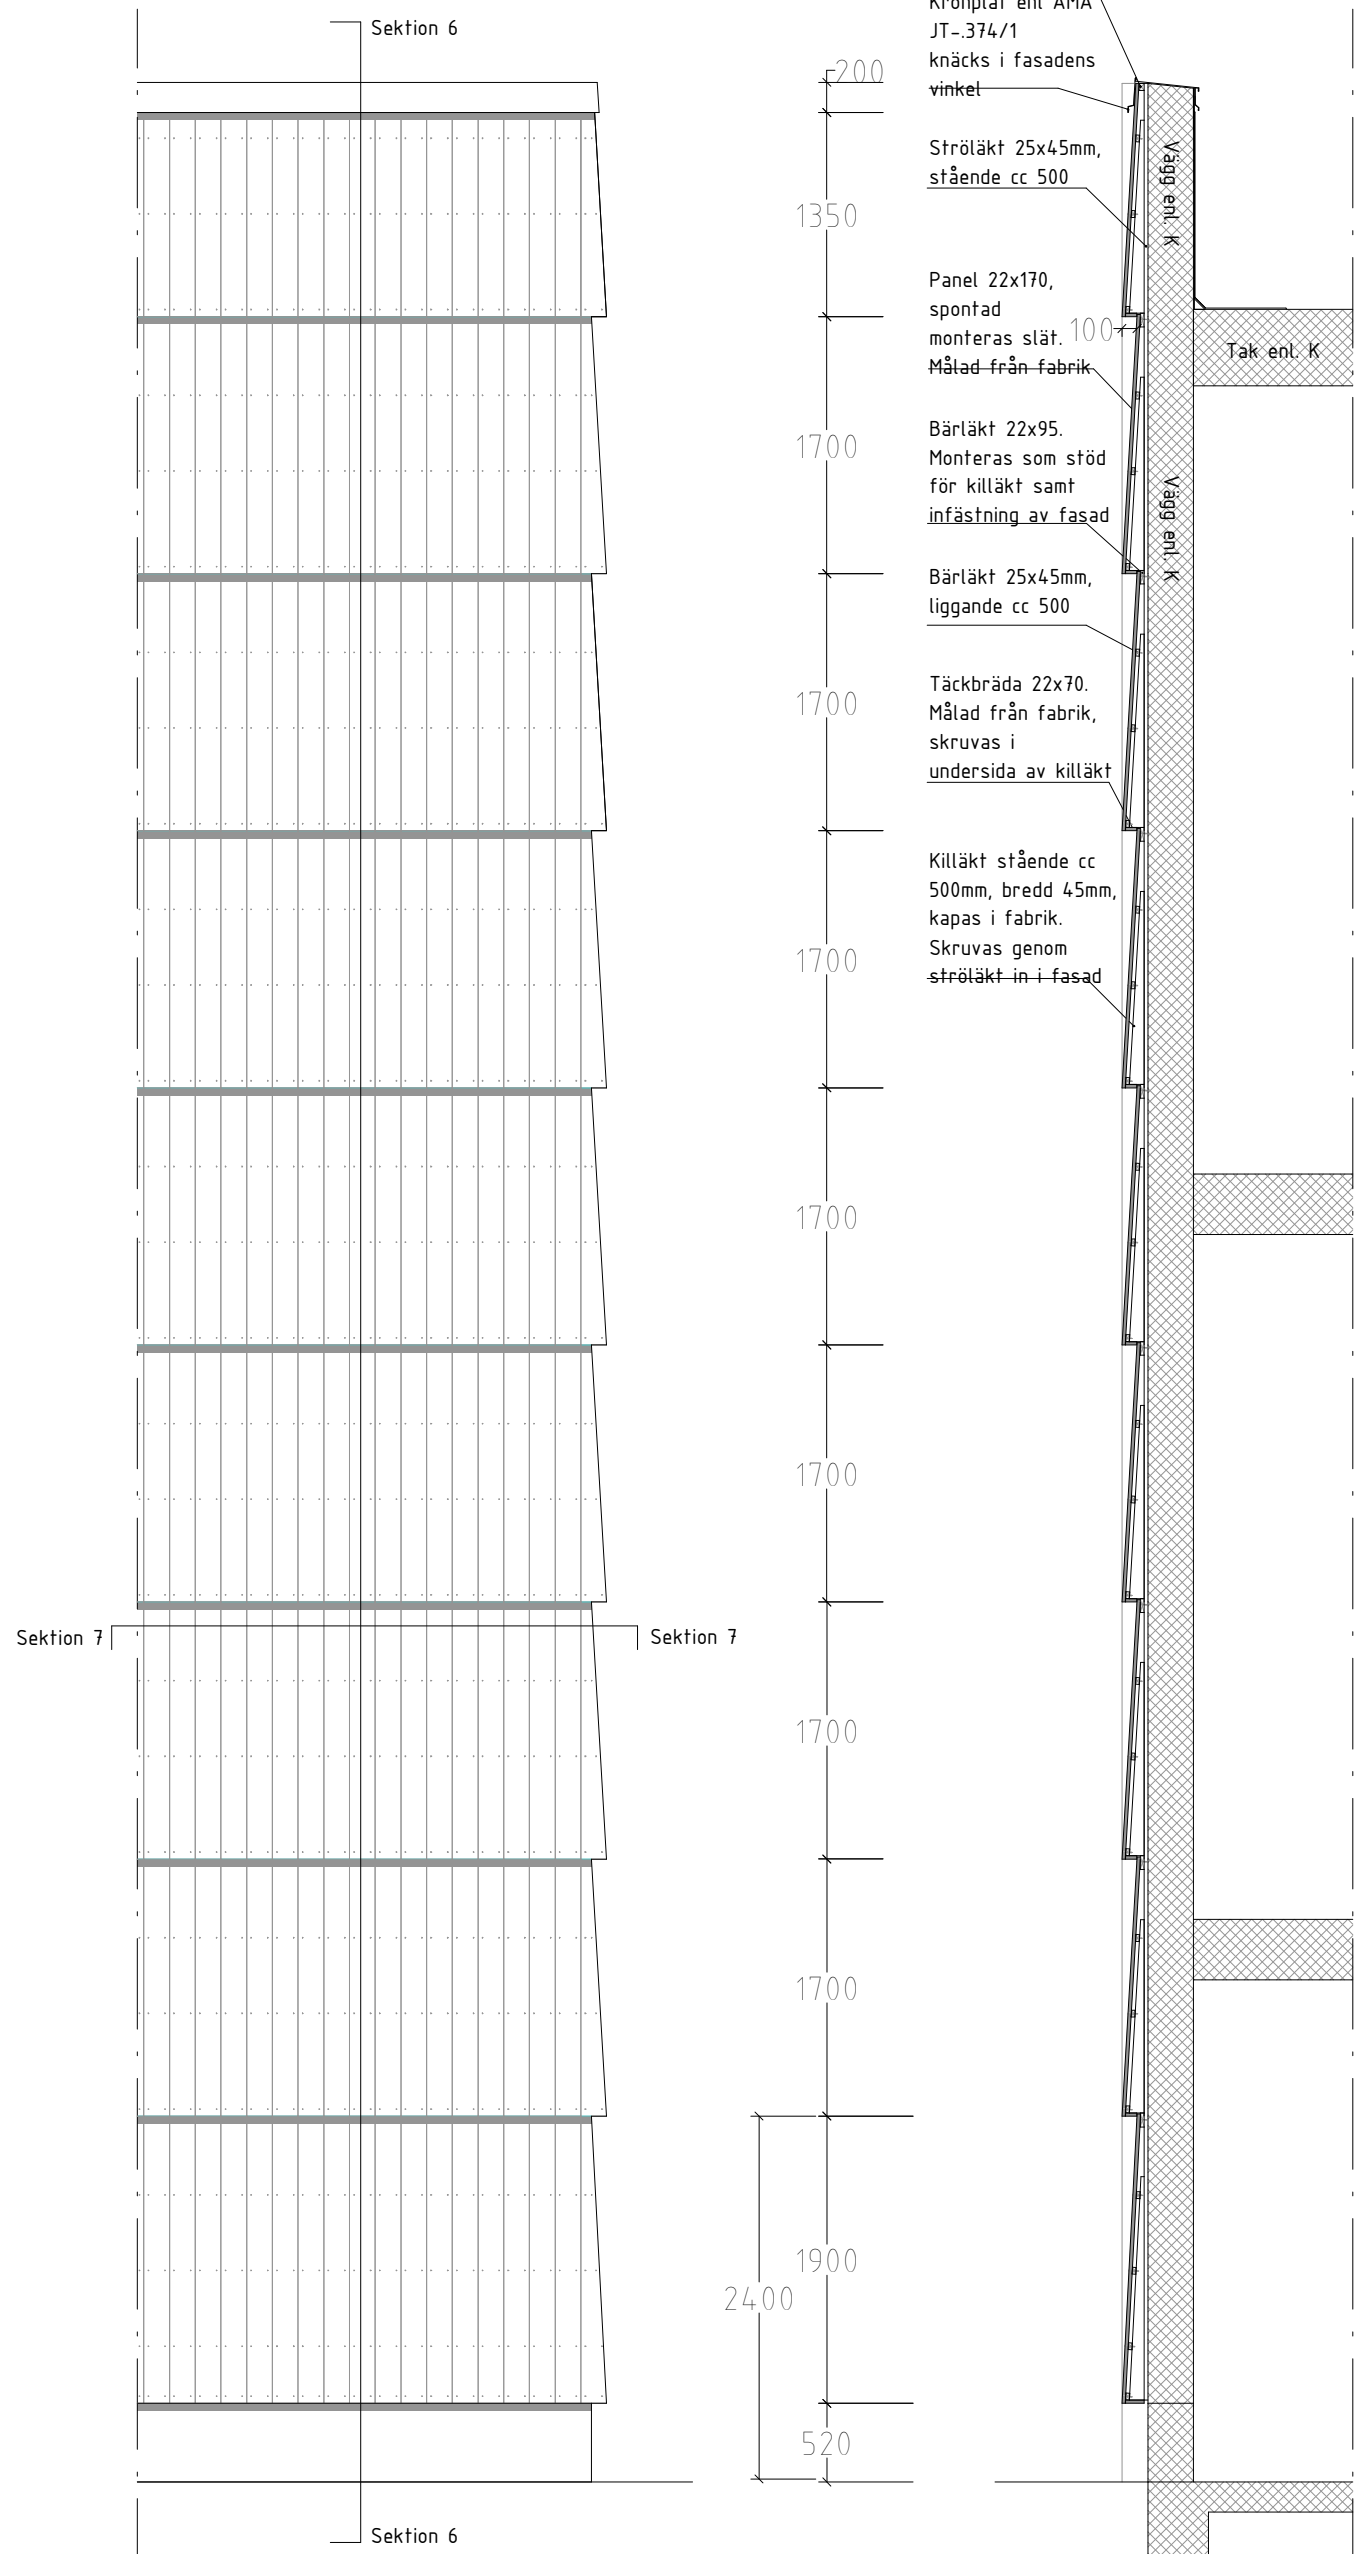 Sektion 6
Kronplåt enl AMA
JT-.374/1
knäcks i fasadens
vinkel
200
Ströläkt 25x45mm,
stående cc 500
1350
Vägg enl. K
Panel 22x170,
spontad
monteras slät.
Målad från fabrik
100
Tak enl. K
1700
Bärläkt 22x95.
Monteras som stöd
för killäkt samt
infästning av fasad
Vägg enl. K
Bärläkt 25x45mm,
liggande cc 500
1700
Täckbräda 22x70.
Målad från fabrik,
skruvas i
undersida av killäkt
Killäkt stående cc
500mm, bredd 45mm,
kapas i fabrik.
Skruvas genom
ströläkt in i fasad
1700
1700
1700
Sektion 7
Sektion 7
1700
1700
1900
2400
520
Sektion 6